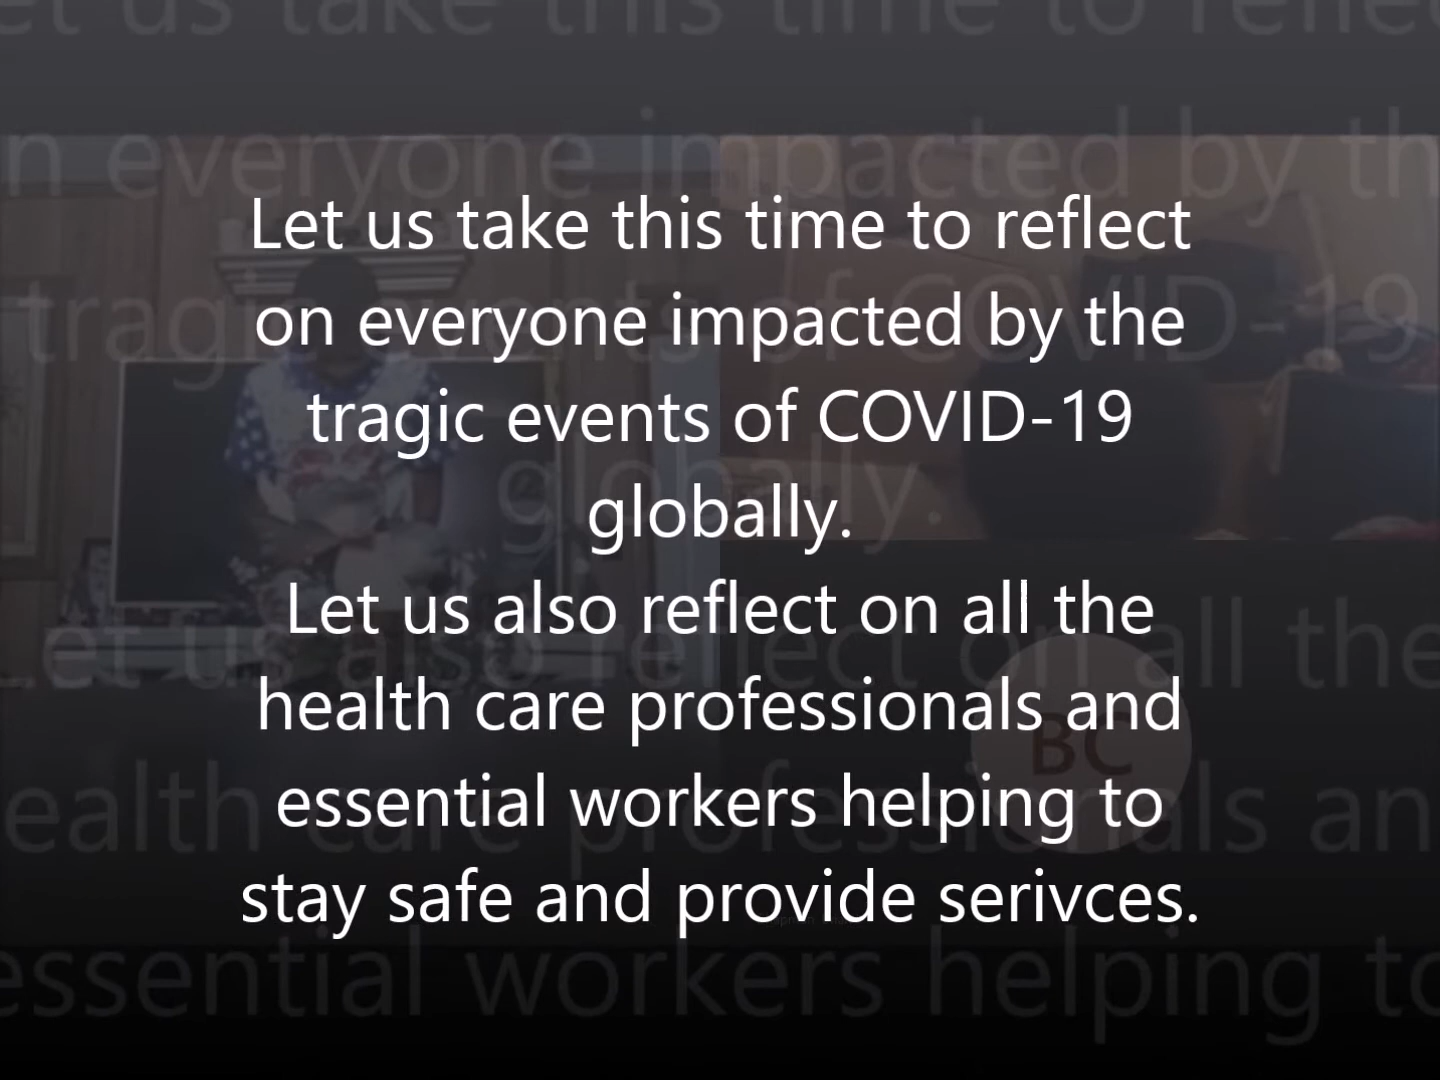 Let us take this time to reflect
on everyone impacted by the
tragic events of COVID-19
globally.
Let us also reflect on all the
health care professionals and
essential workers helping to
stay safe and provide serivces.
BC